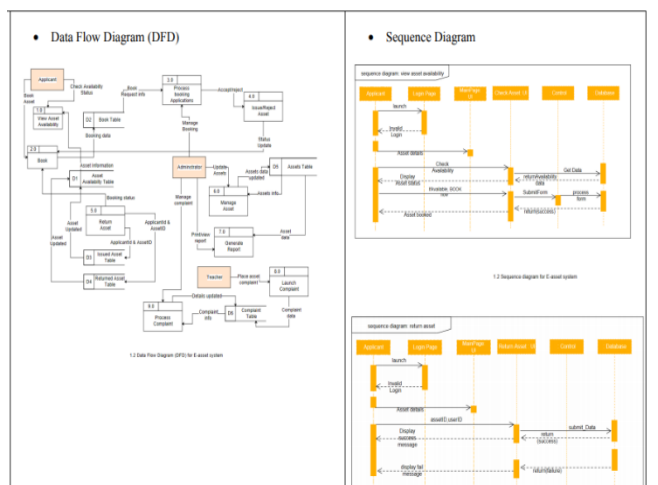 • Data Flow Diagram (DFD)
Applicant
Book
Asset
Check Availability
Status
1.0
View Asset
Availability
Book
Request info
D2 Book Table
Booking data
2.0
Book
3.0
Process
booking
Applications
Accept/reject
4.0
Issue/Reject
Asset
Status
Update
Manage
Booking
Asset Information
D1 Asset
Availablity Table
Administrator
Update
Assets
Assets data
updated
D5 Assets Table
6.0
Manage
Asset
Assets info
Booking status
Manage
complaint
5.0
Return
Asset
ApplicantId &
AssetID
Asset
Updated
Asset
Updated
ApplicantId & AssetID
D3 Issued Asset
Table
D4 Returned Asset
Table
Print/view
report
7.0
Generate
Report
Asset
data
Teacher
Place asset
complaint
8.0
Launch
Complaint
Details updated
9.0
Process
Complaint
Complaint
info
D6 Complaint
Table
Complaint
data
1.2 Data Flow Diagram (DFD) for E-asset system
• Sequence Diagram
sequence diagram: view asset availability
Applicant
Login Page
MainPage
UI
Check Asset UI
Control
Database
launch
Invalid
Login
Asset details
Check
Availability
Get Data
Display
Asset status
returnAvailability
data
SubmitForm
process
form
Asset booked
return(success)
1.2 Sequence diagram for E-asset system
sequence diagram: return asset
Applicant
Login Page
MainPage
UI
Return Asset UI
Control
Database
launch
Invalid
Login
Asset details
assetID,userID
submit_Data
Display
success
message
return
(success)
display fail
message
return(failure)